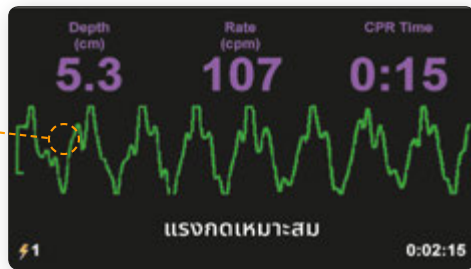 Depth
(cm)
5.3
Rate
(cpm)
107
CPR Time
0:15
แรงกดเหมาะสม
⚡1
0:02:15